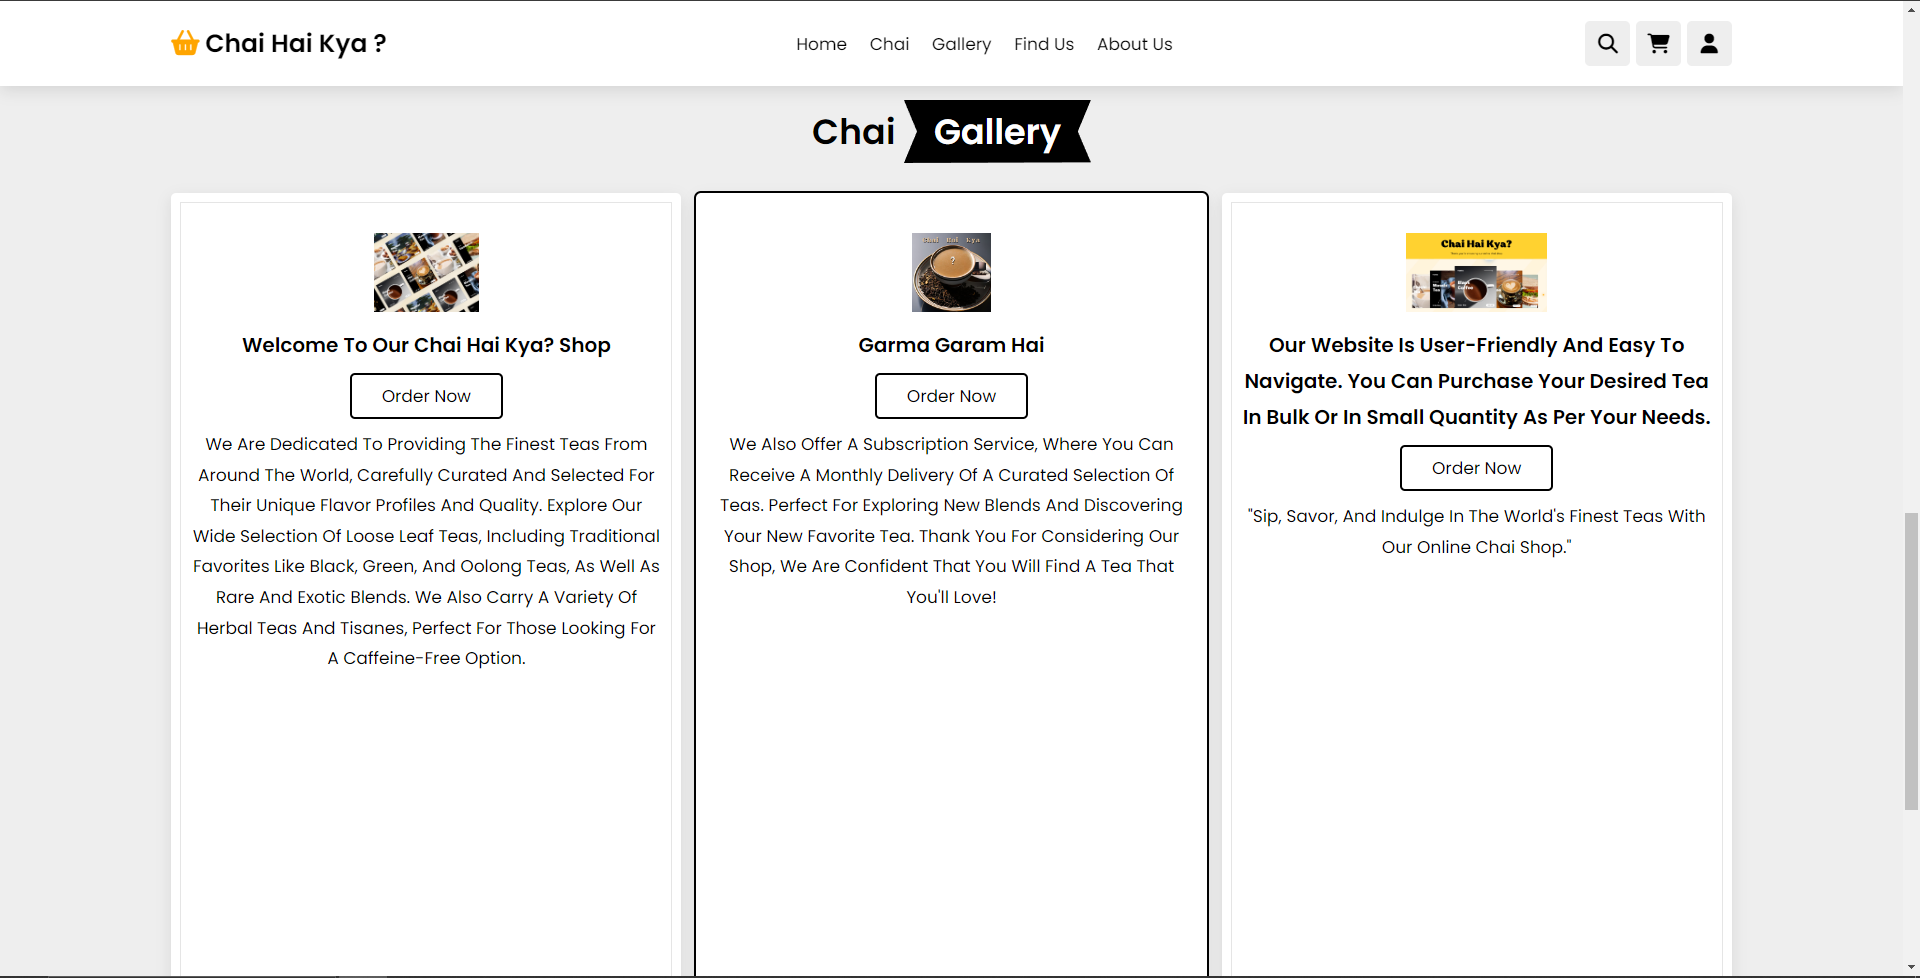 Chai Hai Kya ?
Home Chai Gallery Find Us About Us
Chai Gallery
Welcome To Our Chai Hai Kya? Shop
Order Now
We Are Dedicated To Providing The Finest Teas From
Around The World, Carefully Curated And Selected For
Their Unique Flavor Profiles And Quality. Explore Our
Wide Selection Of Loose Leaf Teas, Including Traditional
Favorites Like Black, Green, And Oolong Teas, As Well As
Rare And Exotic Blends. We Also Carry A Variety Of
Herbal Teas And Tisanes, Perfect For Those Looking For
A Caffeine-Free Option.
Chai Hai Kya
?
Garma Garam Hai
Order Now
We Also Offer A Subscription Service, Where You Can
Receive A Monthly Delivery Of A Curated Selection Of
Teas. Perfect For Exploring New Blends And Discovering
Your New Favorite Tea. Thank You For Considering Our
Shop, We Are Confident That You Will Find A Tea That
You'll Love!
Chai Hai Kya?
Our Website Is User-Friendly And Easy To
Navigate. You Can Purchase Your Desired Tea
In Bulk Or In Small Quantity As Per Your Needs.
Order Now
"Sip, Savor, And Indulge In The World's Finest Teas With
Our Online Chai Shop."